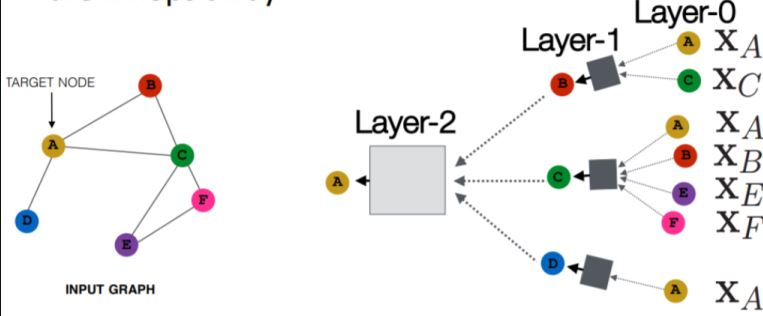 Layer-0
Layer-1
A X_A
C X_C
B
TARGET NODE
B
A
C
F
D
E
INPUT GRAPH
Layer-2
A
C
A X_A
B X_B
E X_E
F X_F
D
A X_A